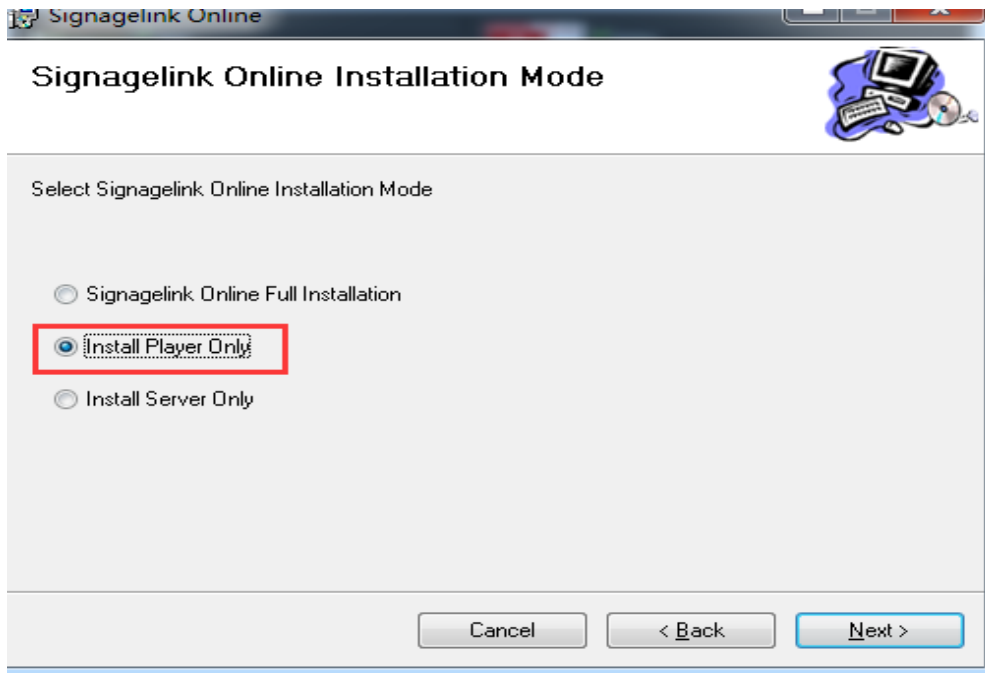 Signagelink Online
Signagelink Online Installation Mode
Select Signagelink Online Installation Mode
Signagelink Online Full Installation
Install Player Only
Install Server Only
Cancel
< Back
Next >